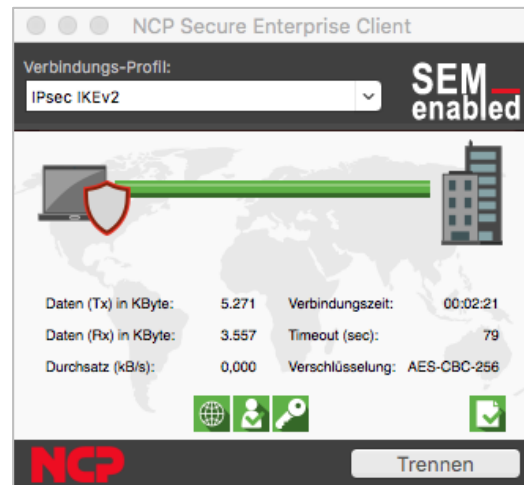 NCP Secure Enterprise Client
Verbindungs-Profil:
IPsec IKEv2
SEM
enabled
Daten (Tx) in KByte: 5.271 Verbindungszeit: 00:02:21
Daten (Rx) in KByte: 3.557 Timeout (sec): 79
Durchsatz (kB/s): 0,000 Verschlüsselung: AES-CBC-256
NCP
Trennen